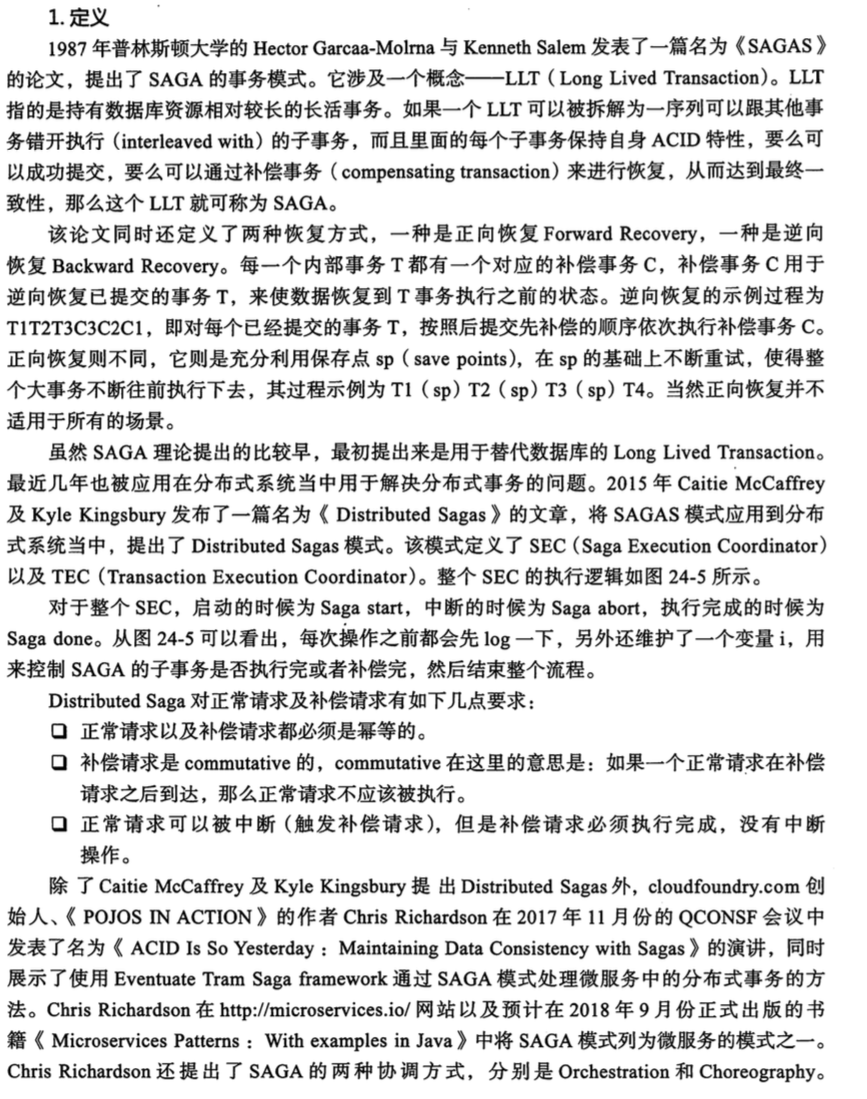 1. 定义
1987 年普林斯顿大学的 Hector Garcaa-Molrna 与 Kenneth Salem 发表了一篇名为《SAGAS》
的论文，提出了 SAGA 的事务模式。它涉及一个概念——LLT（Long Lived Transaction）。LLT
指的是持有数据库资源相对较长的长活事务。如果一个 LLT 可以被拆解为一序列可以跟其他事
务错开执行（interleaved with）的子事务，而且里面的每个子事务保持自身 ACID 特性，要么可
以成功提交，要么可以通过补偿事务（compensating transaction）来进行恢复，从而达到最终一
致性，那么这个 LLT 就可称为 SAGA。
该论文同时还定义了两种恢复方式，一种是正向恢复 Forward Recovery，一种是逆向
恢复 Backward Recovery。每一个内部事务 T 都有一个对应的补偿事务 C，补偿事务 C 用于
逆向恢复已提交的事务 T，来使数据恢复到 T 事务执行之前的状态。逆向恢复的示例过程为
T1T2T3C3C2C1，即对每个已经提交的事务 T，按照后提交先补偿的顺序依次执行补偿事务 C。
正向恢复则不同，它则是充分利用保存点 sp（save points），在 sp 的基础上不断重试，使得整
个大事务不断往前执行下去，其过程示例为 T1（sp）T2（sp）T3（sp）T4。当然正向恢复并不
适用于所有的场景。
虽然 SAGA 理论提出的比较早，最初提出来是用于替代数据库的 Long Lived Transaction。
最近几年也被应用在分布式系统当中用于解决分布式事务的问题。2015 年 Caitie McCaffrey
及 Kyle Kingsbury 发布了一篇名为《Distributed Sagas》的文章，将 SAGAS 模式应用到分布
式系统当中，提出了 Distributed Sagas 模式。该模式定义了 SEC（Saga Execution Coordinator）
以及 TEC（Transaction Execution Coordinator）。整个 SEC 的执行逻辑如图 24-5 所示。
对于整个 SEC，启动的时候为 Saga start，中断的时候为 Saga abort，执行完成的时候为
Saga done。从图 24-5 可以看出，每次操作之前都会先 log 一下，另外还维护了一个变量 i，用
来控制 SAGA 的子事务是否执行完或者补偿完，然后结束整个流程。
Distributed Saga 对正常请求及补偿请求有如下几点要求：
❑ 正常请求以及补偿请求都必须是幂等的。
❑ 补偿请求是 commutative 的，commutative 在这里的意思是：如果一个正常请求在补偿
请求之后到达，那么正常请求不应该被执行。
❑ 正常请求可以被中断（触发补偿请求），但是补偿请求必须执行完成，没有中断
操作。
除了 Caitie McCaffrey 及 Kyle Kingsbury 提出 Distributed Sagas 外，cloudfoundry.com 创
始人、《POJOS IN ACTION》的作者 Chris Richardson 在 2017 年 11 月份的 QCONSF 会议中
发表了名为《ACID Is So Yesterday：Maintaining Data Consistency with Sagas》的演讲，同时
展示了使用 Eventuate Tram Saga framework 通过 SAGA 模式处理微服务中的分布式事务的方
法。Chris Richardson 在 http://microservices.io/ 网站以及预计在 2018 年 9 月份正式出版的书
籍《Microservices Patterns：With examples in Java》中将 SAGA 模式列为微服务的模式之一。
Chris Richardson 还提出了 SAGA 的两种协调方式，分别是 Orchestration 和 Choreography。